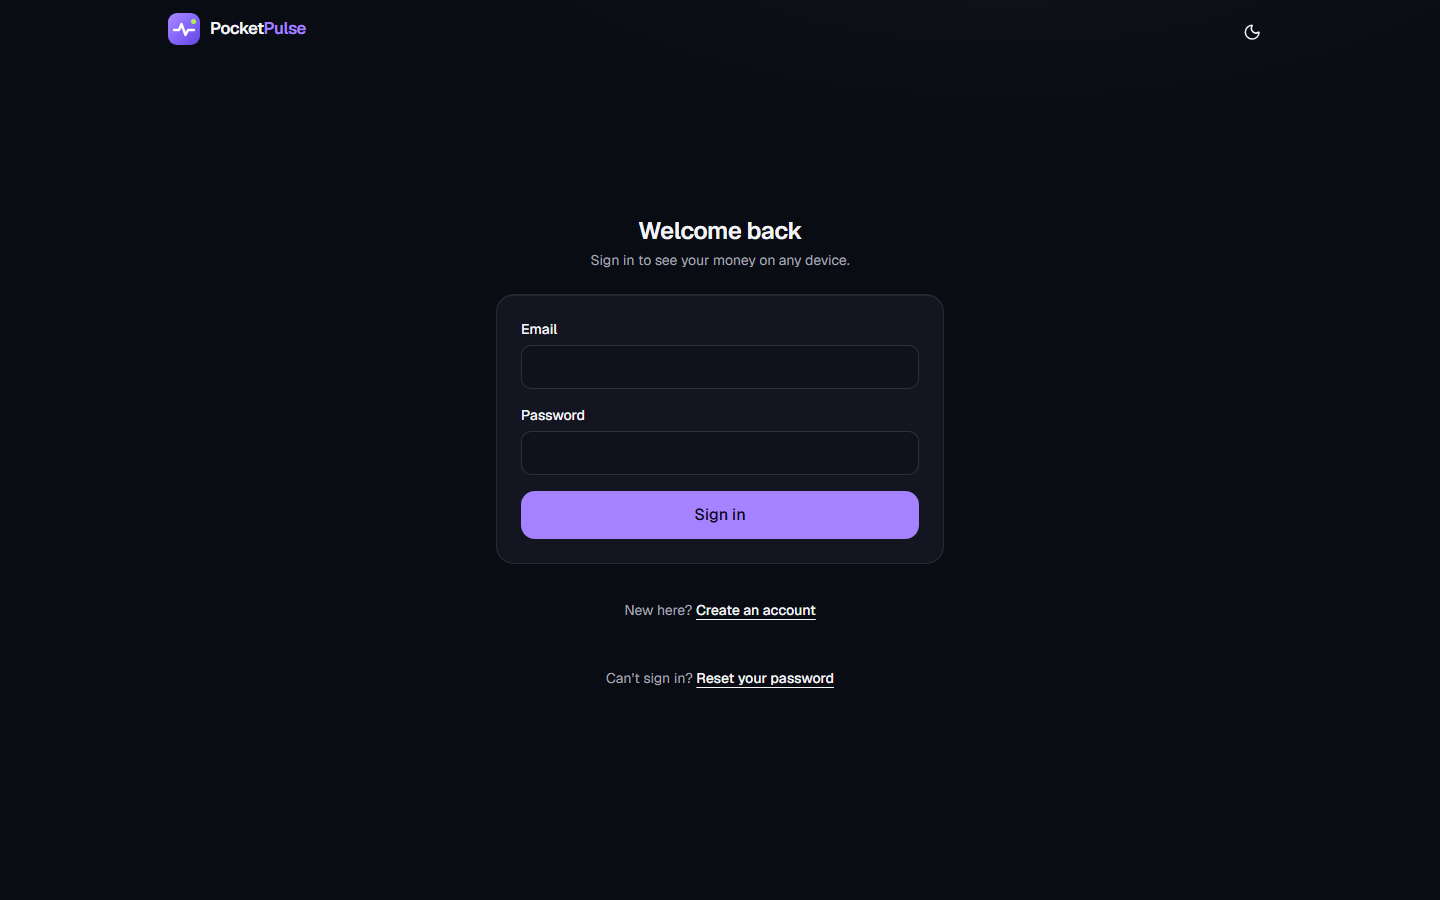 PocketPulse
Welcome back
Sign in to see your money on any device.
Email
Password
Sign in
New here? Create an account
Can't sign in? Reset your password